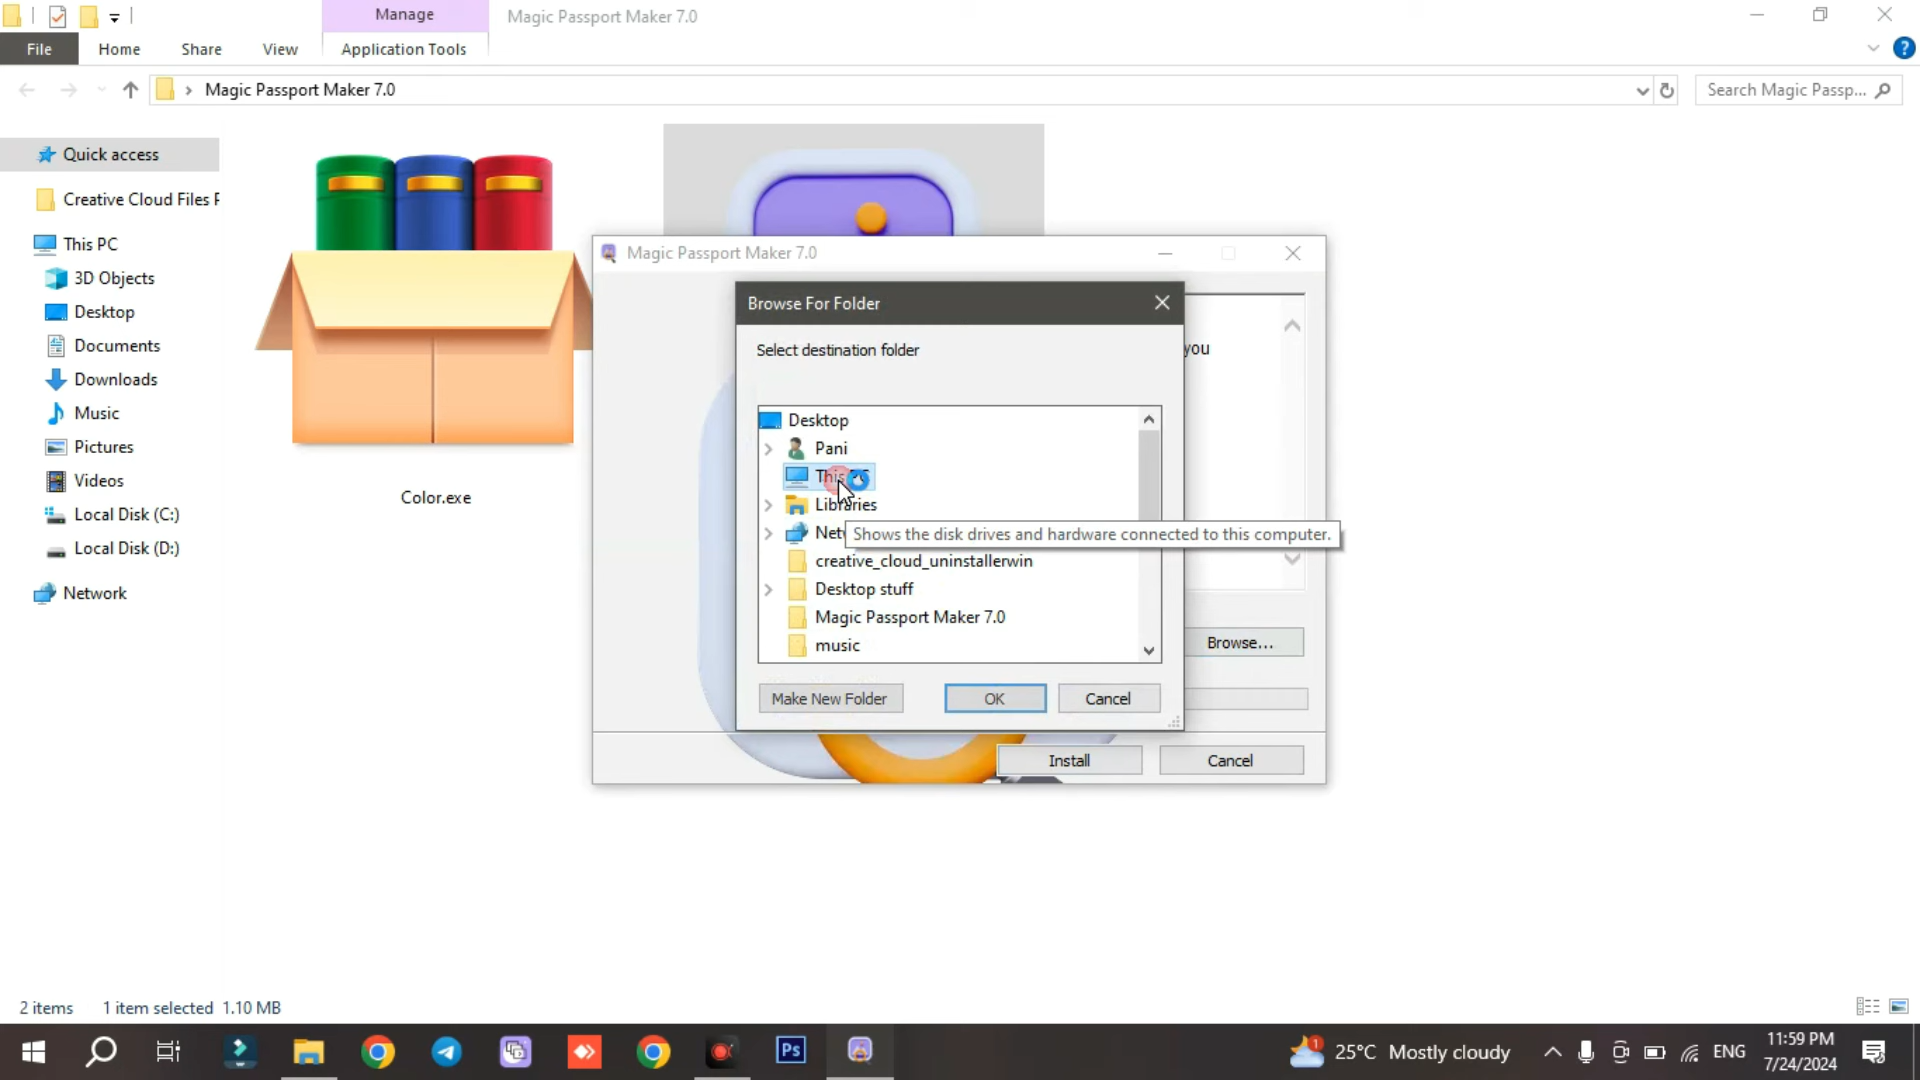 Manage
Magic Passport Maker 7.0
File
Home
Share
View
Application Tools
Magic Passport Maker 7.0
Search Magic Passp...
Quick access
Creative Cloud Files F
This PC
3D Objects
Desktop
Documents
Downloads
Music
Pictures
Videos
Local Disk (C:)
Local Disk (D:)
Network
Color.exe
Magic Passport Maker 7.0
you
Browse...
Install
Cancel
Browse For Folder
Select destination folder
Desktop
Pani
This PC
Libraries
Shows the disk drives and hardware connected to this computer.
creative_cloud_uninstallerwin
Desktop stuff
Magic Passport Maker 7.0
music
Make New Folder
OK
Cancel
2 items
1 item selected 1.10 MB
Ps
1
25°C Mostly cloudy
ENG
11:59 PM
7/24/2024